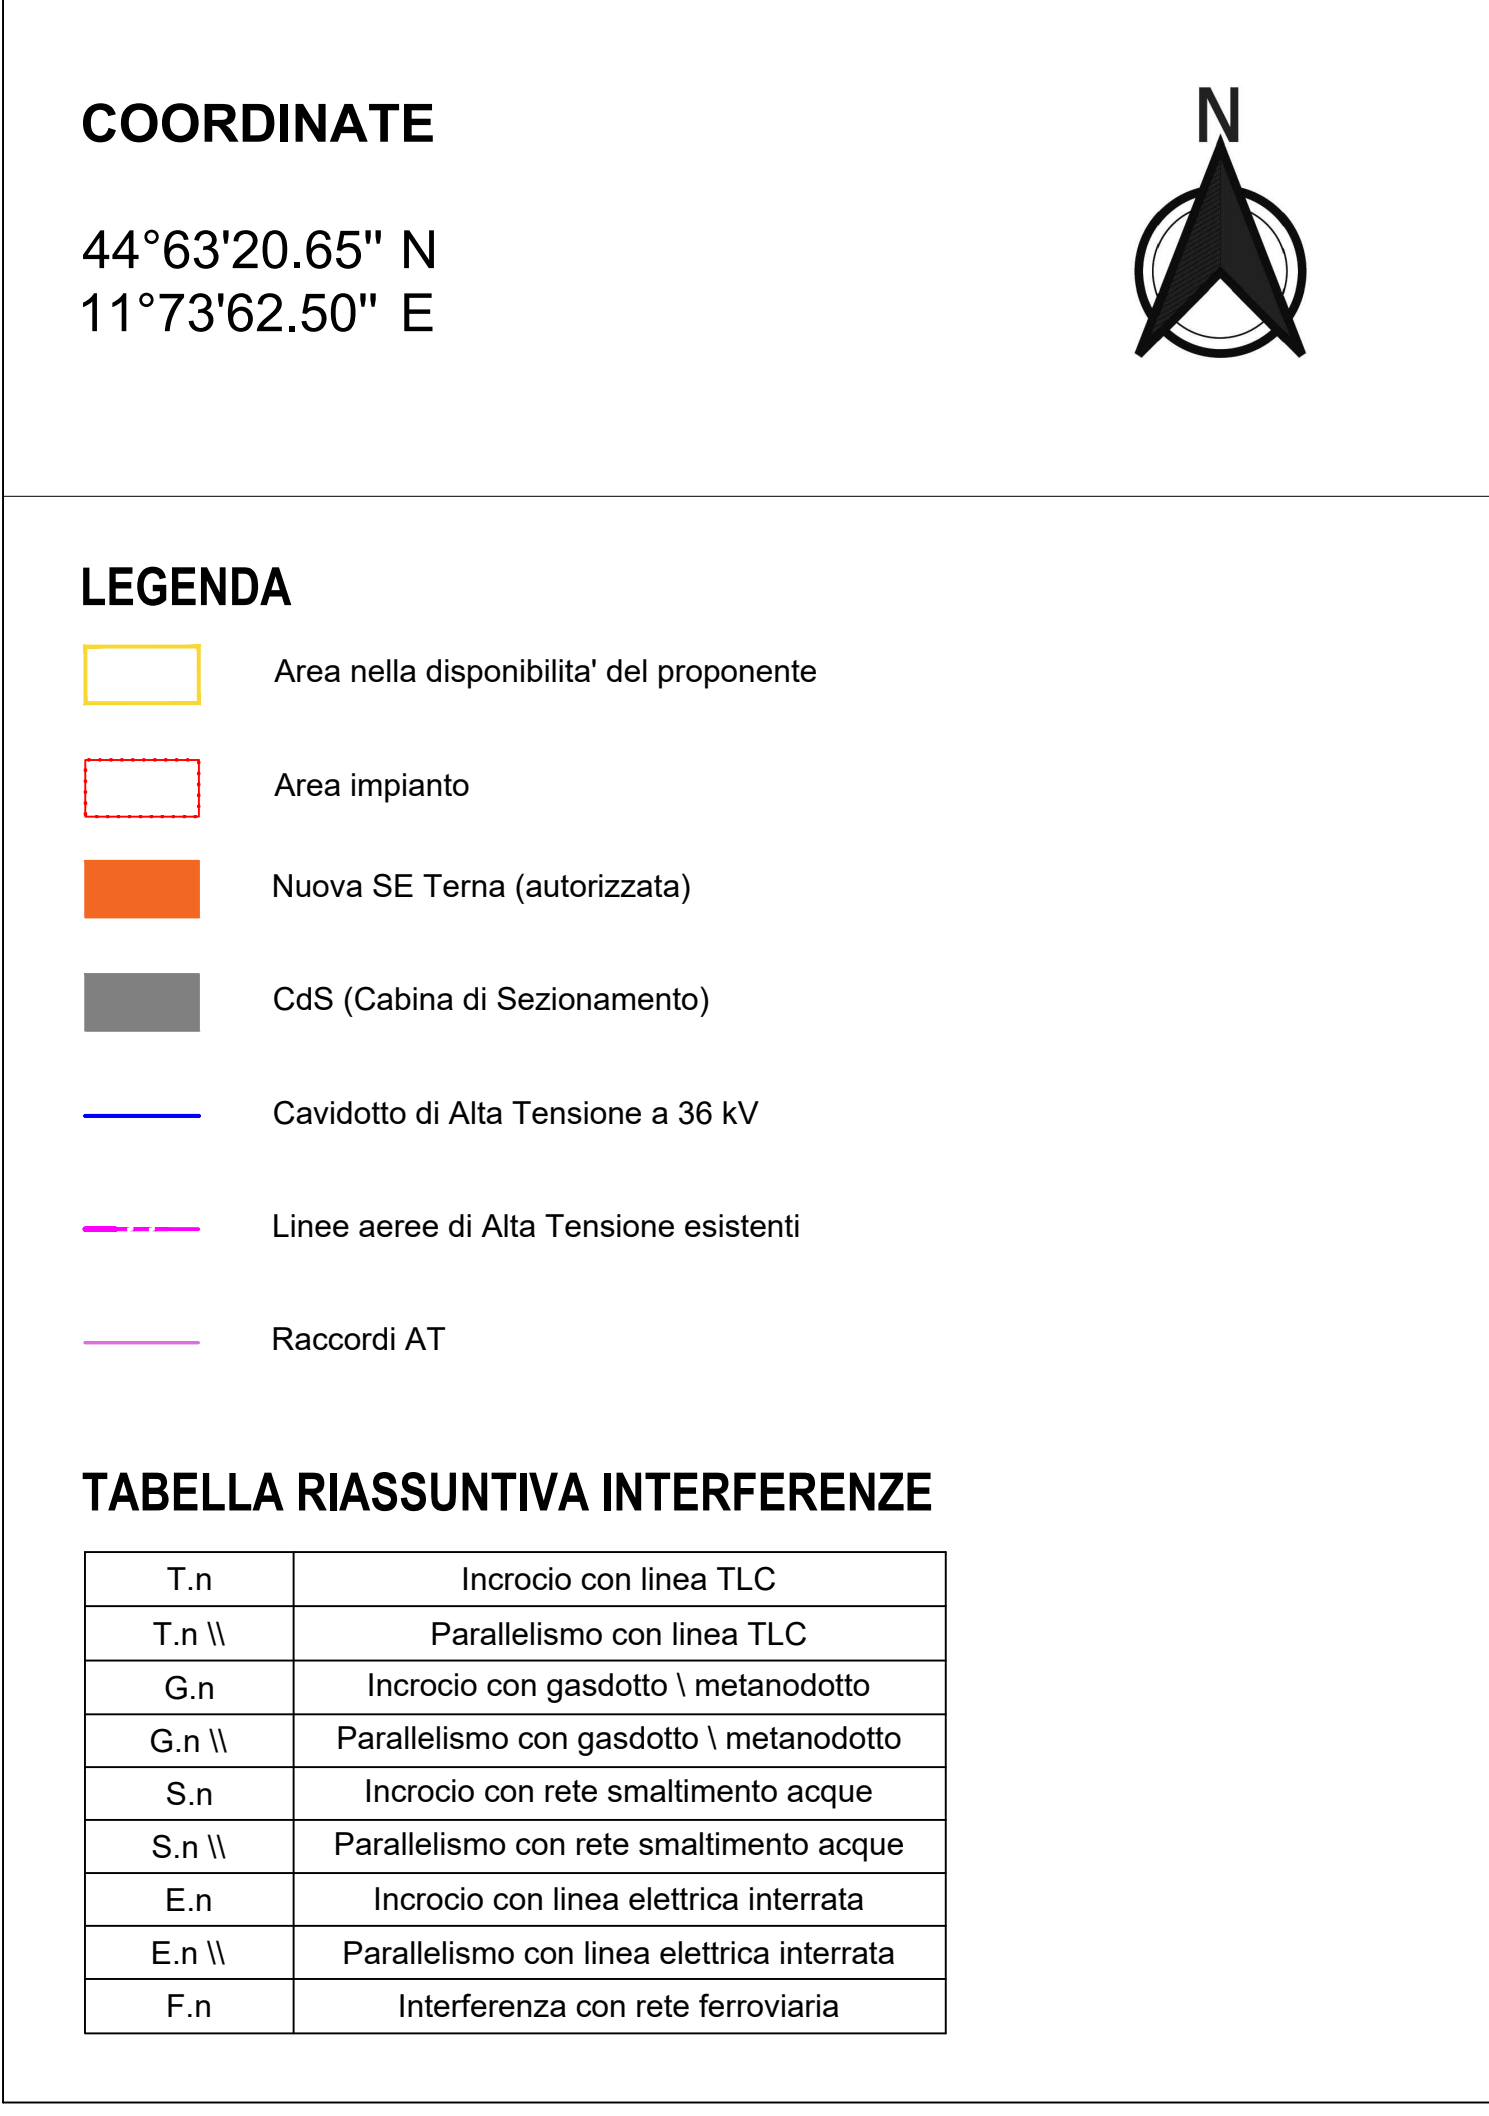 COORDINATE
N
44°63'20.65" N
11°73'62.50" E
LEGENDA
Area nella disponibilita' del proponente
Area impianto
Nuova SE Terna (autorizzata)
CdS (Cabina di Sezionamento)
Cavidotto di Alta Tensione a 36 kV
Linee aeree di Alta Tensione esistenti
Raccordi AT
TABELLA RIASSUNTIVA INTERFERENZE
T.n Incrocio con linea TLC
T.n \\ Parallelismo con linea TLC
G.n Incrocio con gasdotto \ metanodotto
G.n \\ Parallelismo con gasdotto \ metanodotto
S.n Incrocio con rete smaltimento acque
S.n \\ Parallelismo con rete smaltimento acque
E.n Incrocio con linea elettrica interrata
E.n \\ Parallelismo con linea elettrica interrata
F.n Interferenza con rete ferroviaria